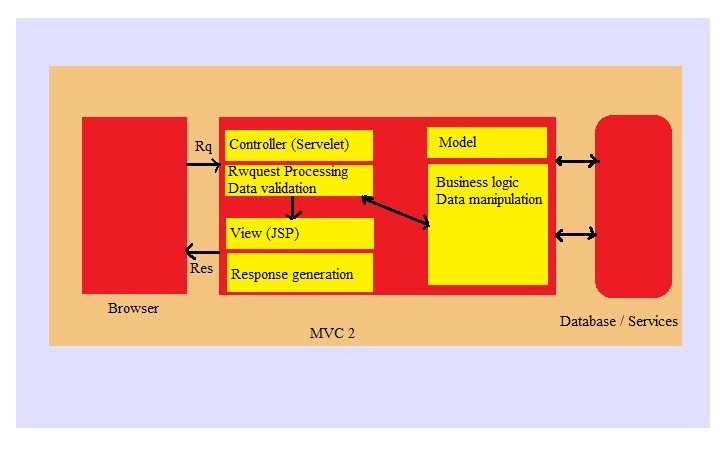 Rq
Controller (Servelet)
Rwquest Processing
Data validation
Model
Business logic
Data manipulation
View (JSP)
Res
Response generation
Browser
Database / Services
MVC 2